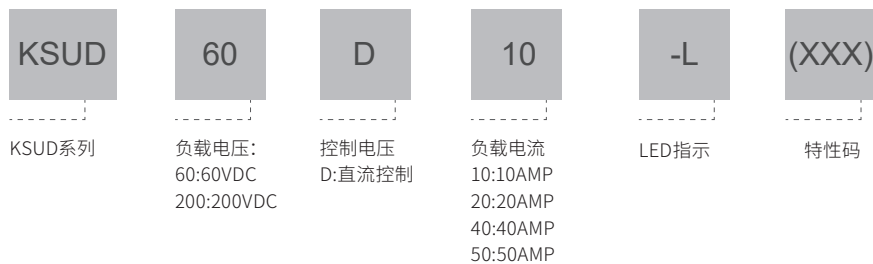 KSUD 60 D 10 -L (XXX)
KSUD系列
负载电压:
60:60VDC
200:200VDC
控制电压
D:直流控制
负载电流
10:10AMP
20:20AMP
40:40AMP
50:50AMP
LED指示
特性码